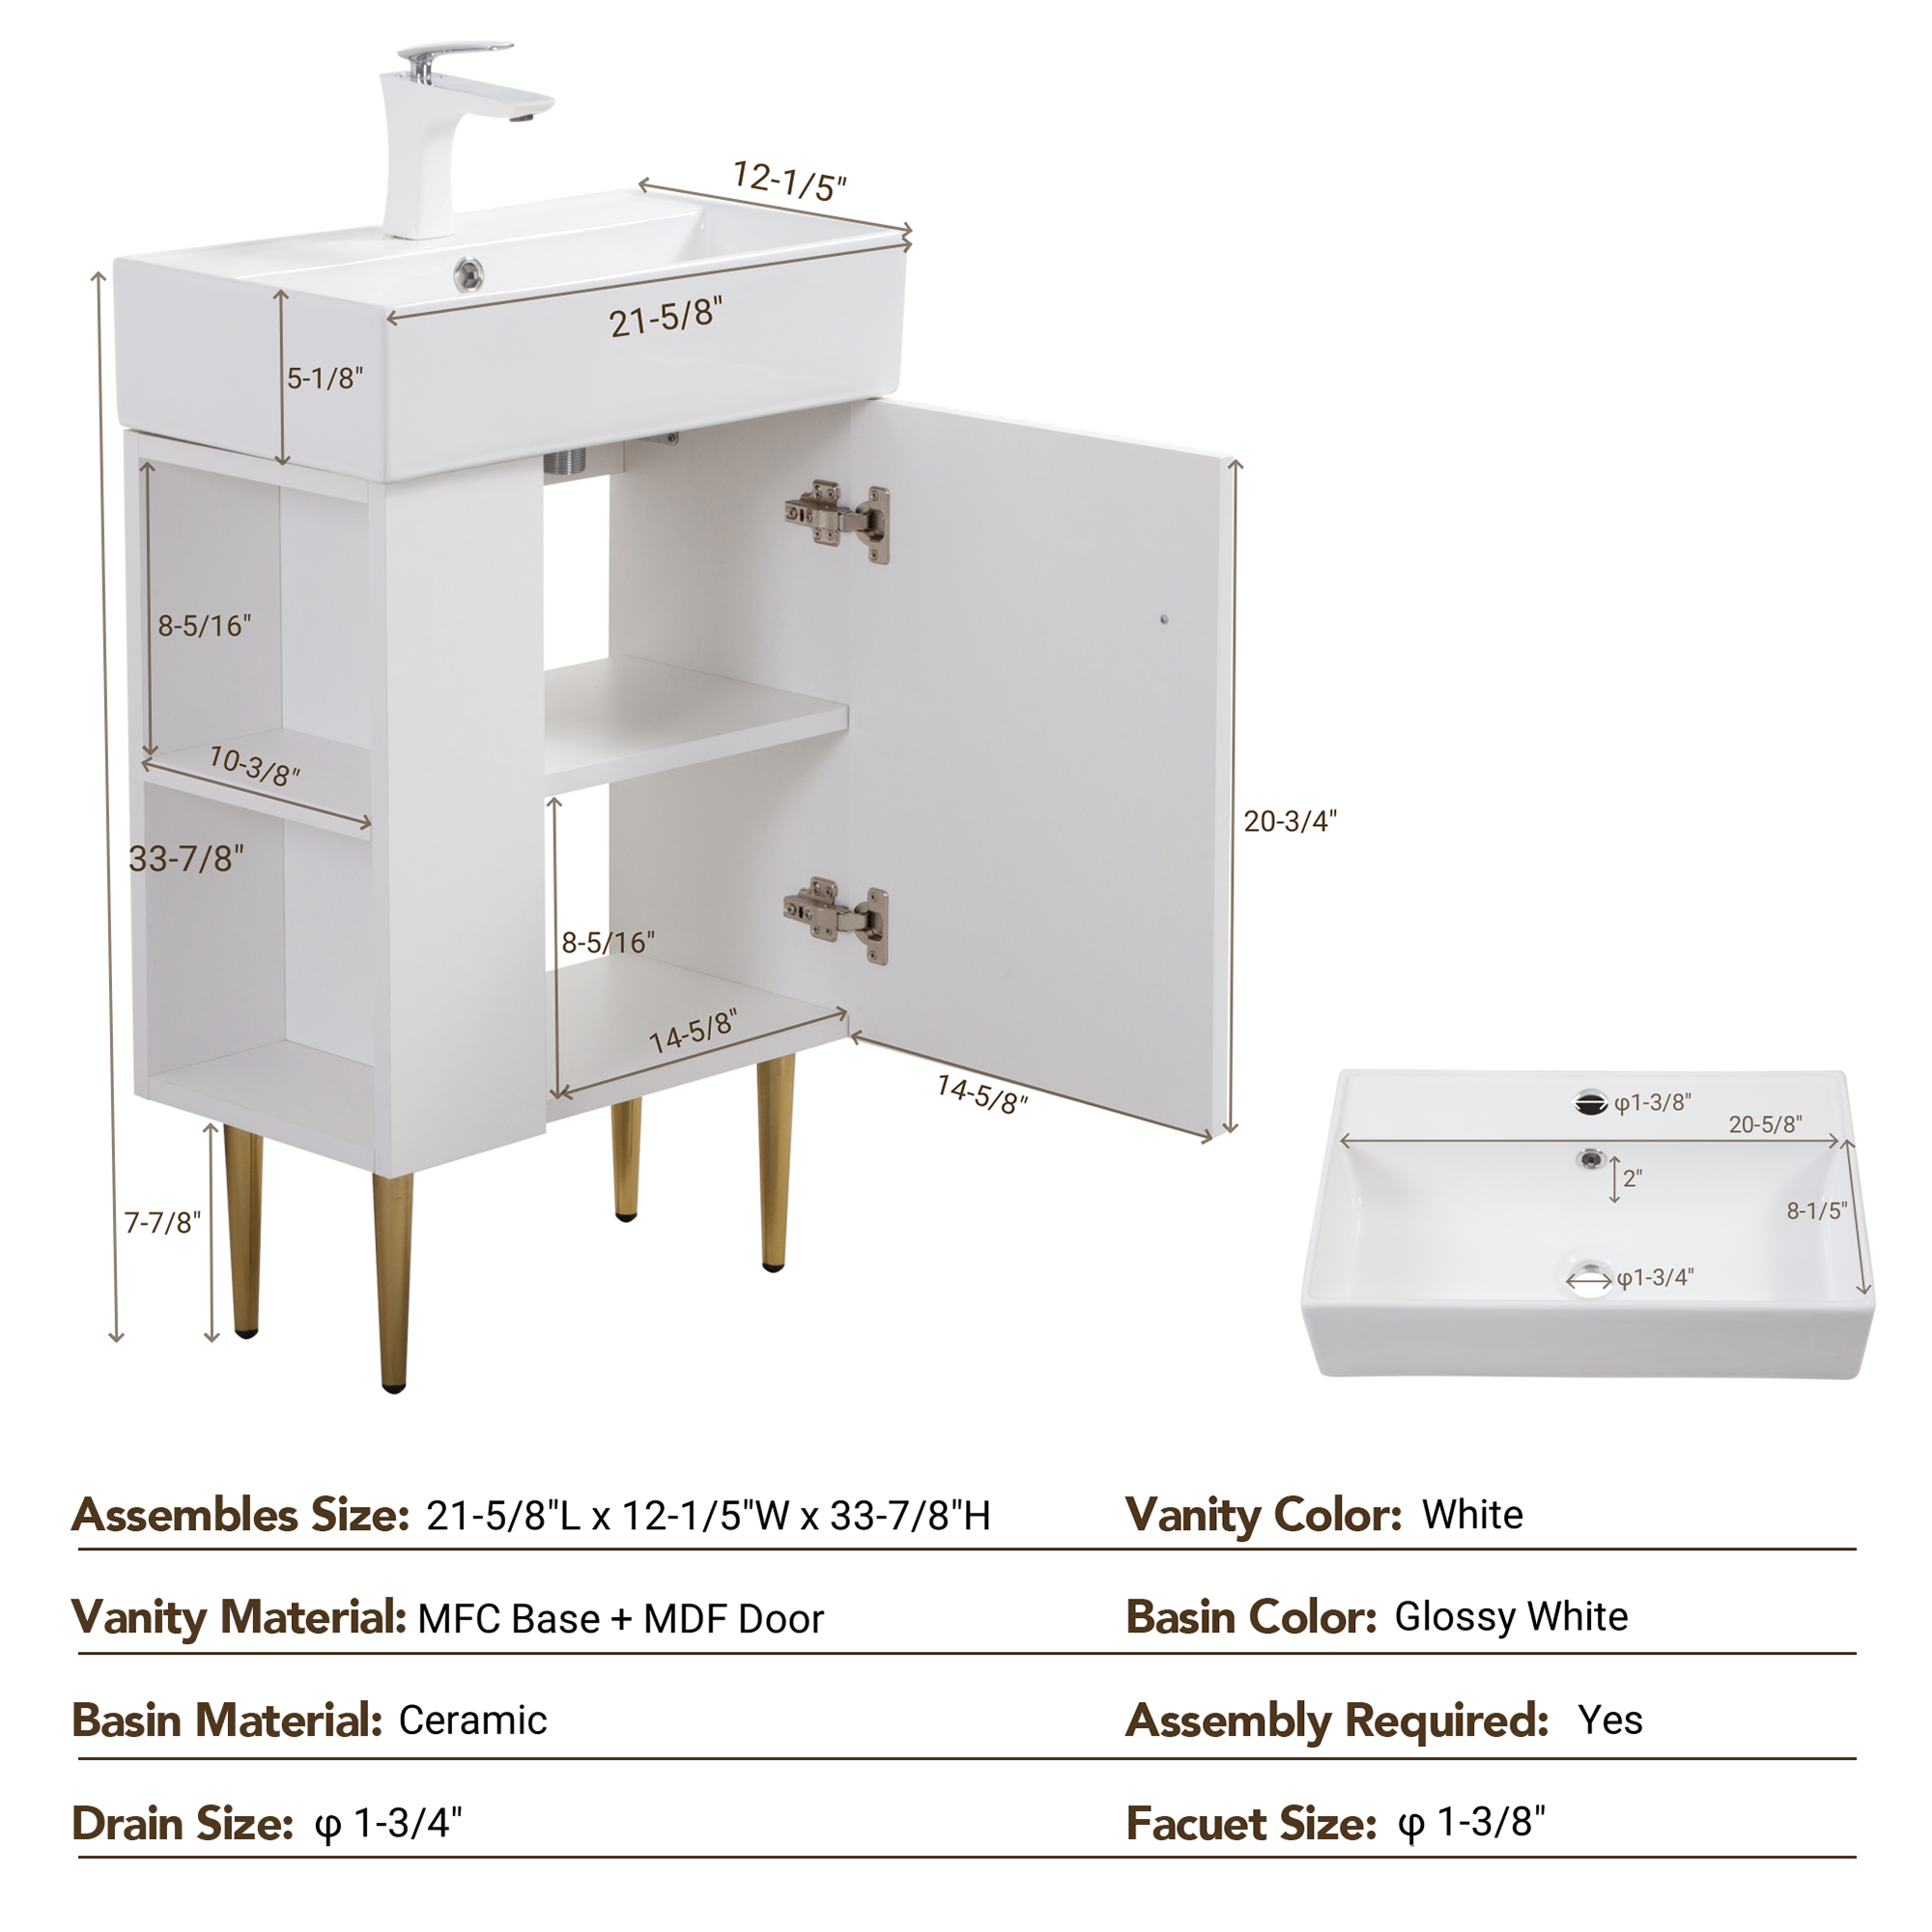 12-1/5"
21-5/8"
5-1/8"
8-5/16"
10-3/8"
33-7/8"
20-3/4"
8-5/16"
14-5/8"
14-5/8"
7-7/8"
φ1-3/8"
20-5/8"
2"
8-1/5"
φ1-3/4"
Assembles Size: 21-5/8"L x 12-1/5"W x 33-7/8"H
Vanity Color: White
Vanity Material: MFC Base + MDF Door
Basin Color: Glossy White
Basin Material: Ceramic
Assembly Required: Yes
Drain Size: φ 1-3/4"
Facuet Size: φ 1-3/8"